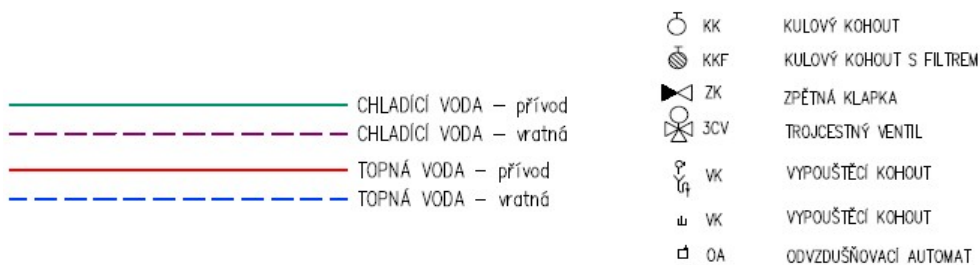 CHLADÍCÍ VODA – přívod
CHLADÍCÍ VODA – vratná
TOPNÁ VODA – přívod
TOPNÁ VODA – vratná
KK KULOVÝ KOHOUT
KKF KULOVÝ KOHOUT S FILTREM
ZK ZPĚTNÁ KLAPKA
3CV TROJCESTNÝ VENTIL
VK VYPOUŠTĚCÍ KOHOUT
VK VYPOUŠTĚCÍ KOHOUT
OA ODVZDUŠŇOVACÍ AUTOMAT